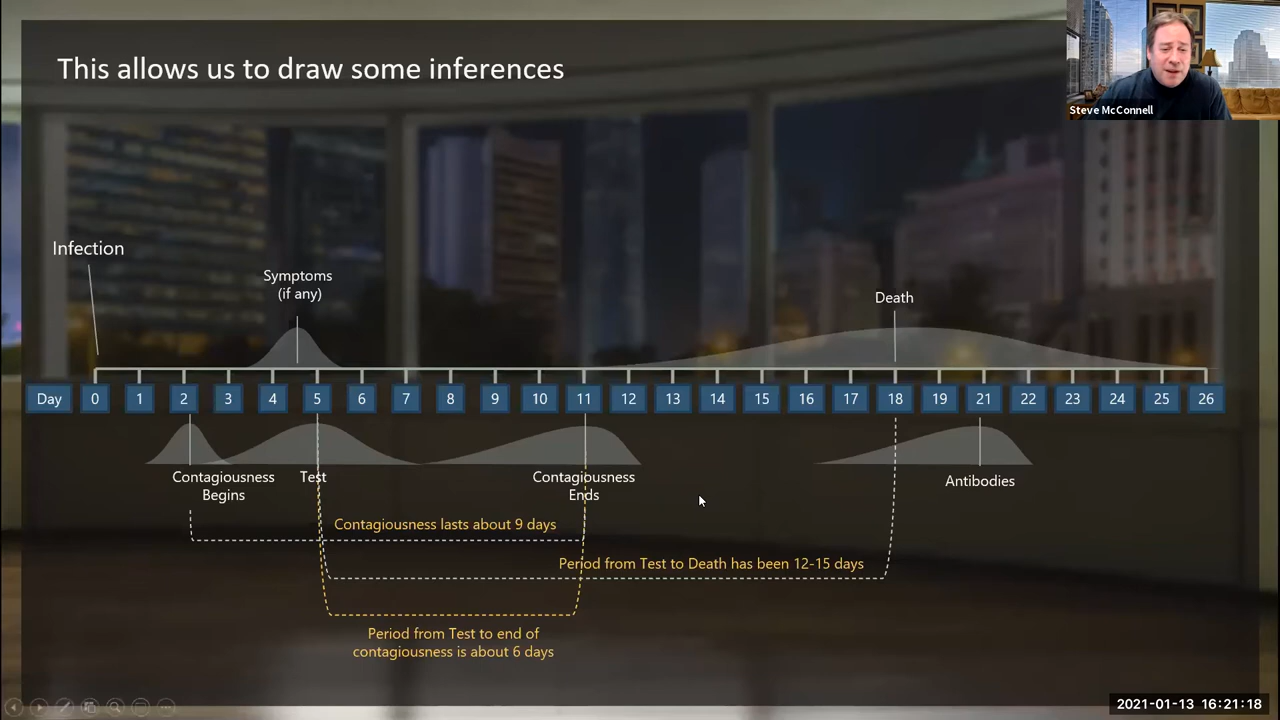 This allows us to draw some inferences
Steve McConnell
Infection
Symptoms
(if any)
Death
Day 0 1 2 3 4 5 6 7 8 9 10 11 12 13 14 15 16 17 18 19 20 21 22 23 24 25 26
Contagiousness
Begins
Test
Contagiousness
Ends
Antibodies
Contagiousness lasts about 9 days
Period from Test to Death has been 12-15 days
Period from Test to end of
contagiousness is about 6 days
2021-01-13 16:21:18